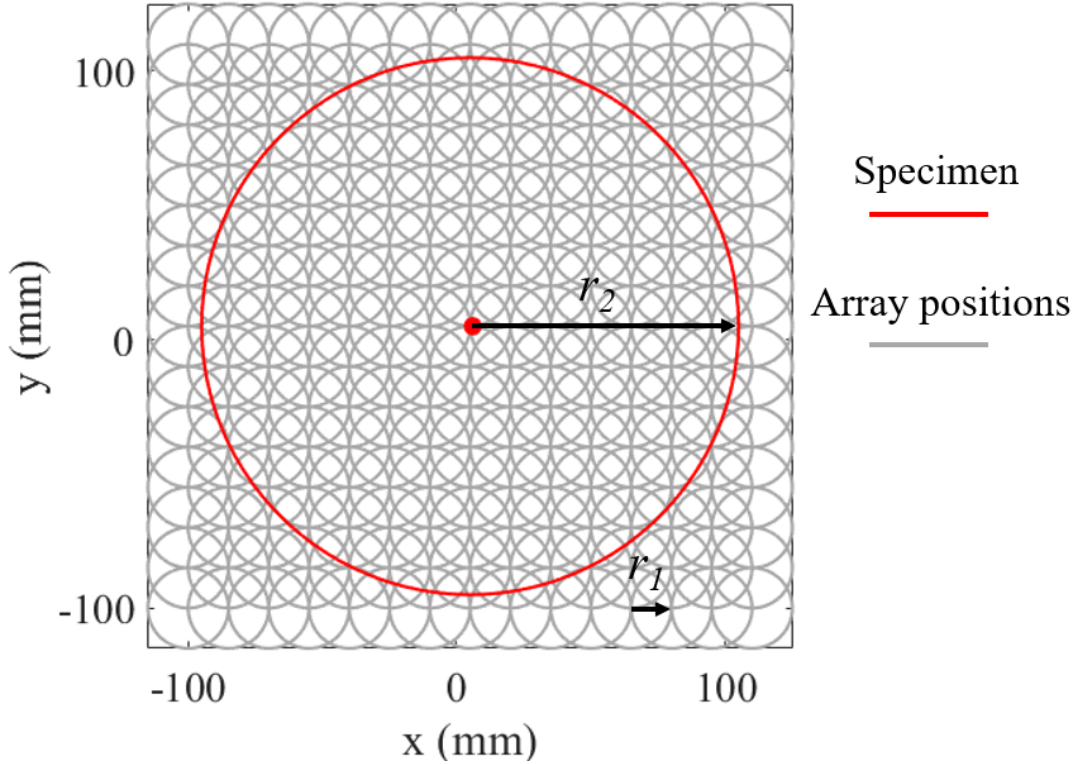 100
0
-100
y (mm)
-100
0
100
x (mm)
r2
r1
Specimen
Array positions